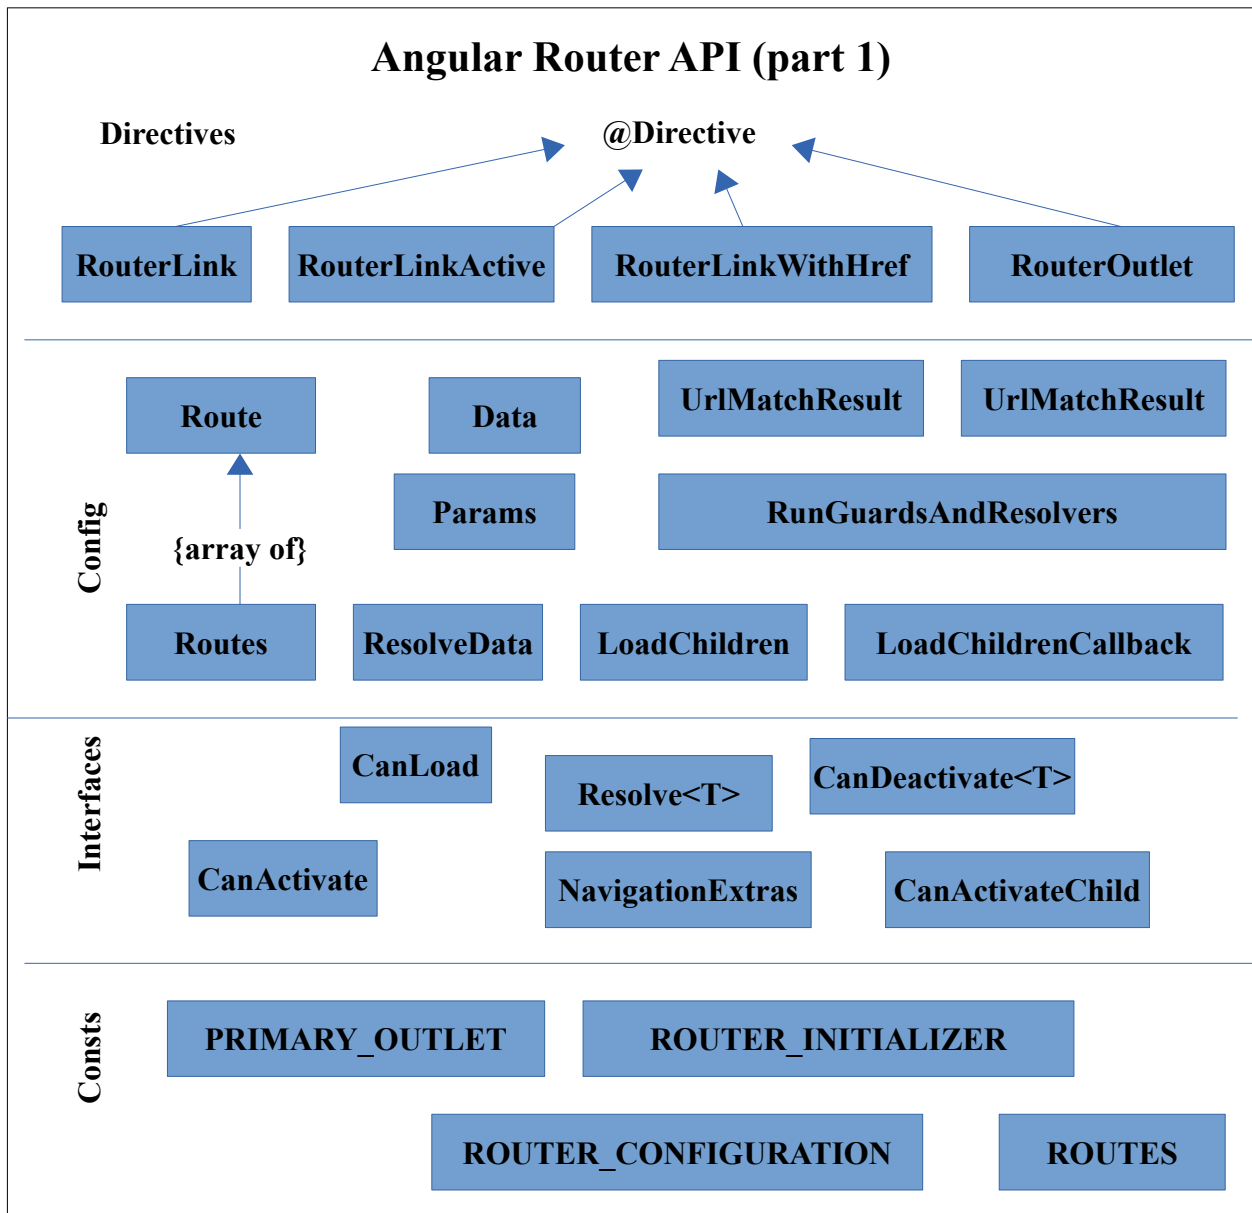 Angular Router API (part 1)
Directives
@Directive
RouterLink
RouterLinkActive
RouterLinkWithHref
RouterOutlet
Config
Route
Data
UrlMatchResult
UrlMatchResult
Params
RunGuardsAndResolvers
{array of}
Routes
ResolveData
LoadChildren
LoadChildrenCallback
Interfaces
CanLoad
Resolve<T>
CanDeactivate<T>
CanActivate
NavigationExtras
CanActivateChild
Consts
PRIMARY_OUTLET
ROUTER_INITIALIZER
ROUTER_CONFIGURATION
ROUTES